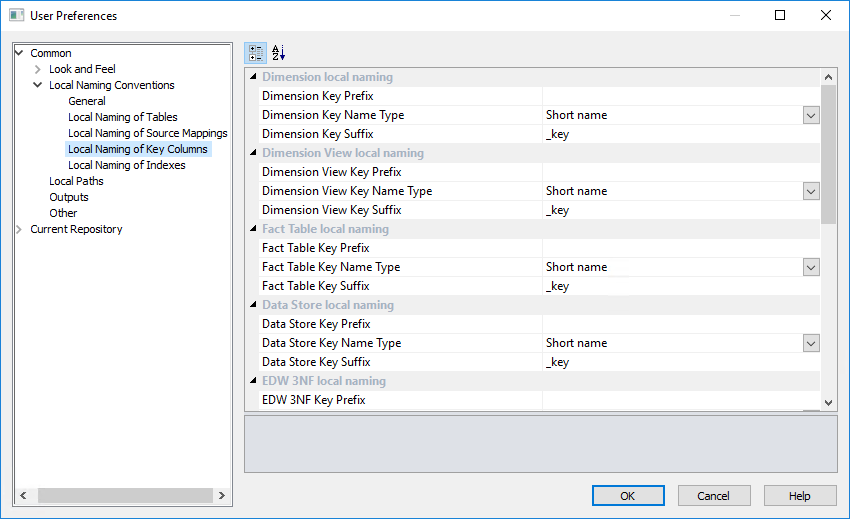 User Preferences
Common
Look and Feel
Local Naming Conventions
General
Local Naming of Tables
Local Naming of Source Mappings
Local Naming of Key Columns
Local Naming of Indexes
Local Paths
Outputs
Other
Current Repository
A
Z
Dimension local naming
Dimension Key Prefix
Dimension Key Name Type Short name
Dimension Key Suffix _key
Dimension View local naming
Dimension View Key Prefix
Dimension View Key Name Type Short name
Dimension View Key Suffix _key
Fact Table local naming
Fact Table Key Prefix
Fact Table Key Name Type Short name
Fact Table Key Suffix _key
Data Store local naming
Data Store Key Prefix
Data Store Key Name Type Short name
Data Store Key Suffix _key
EDW 3NF local naming
EDW 3NF Key Prefix
OK Cancel Help